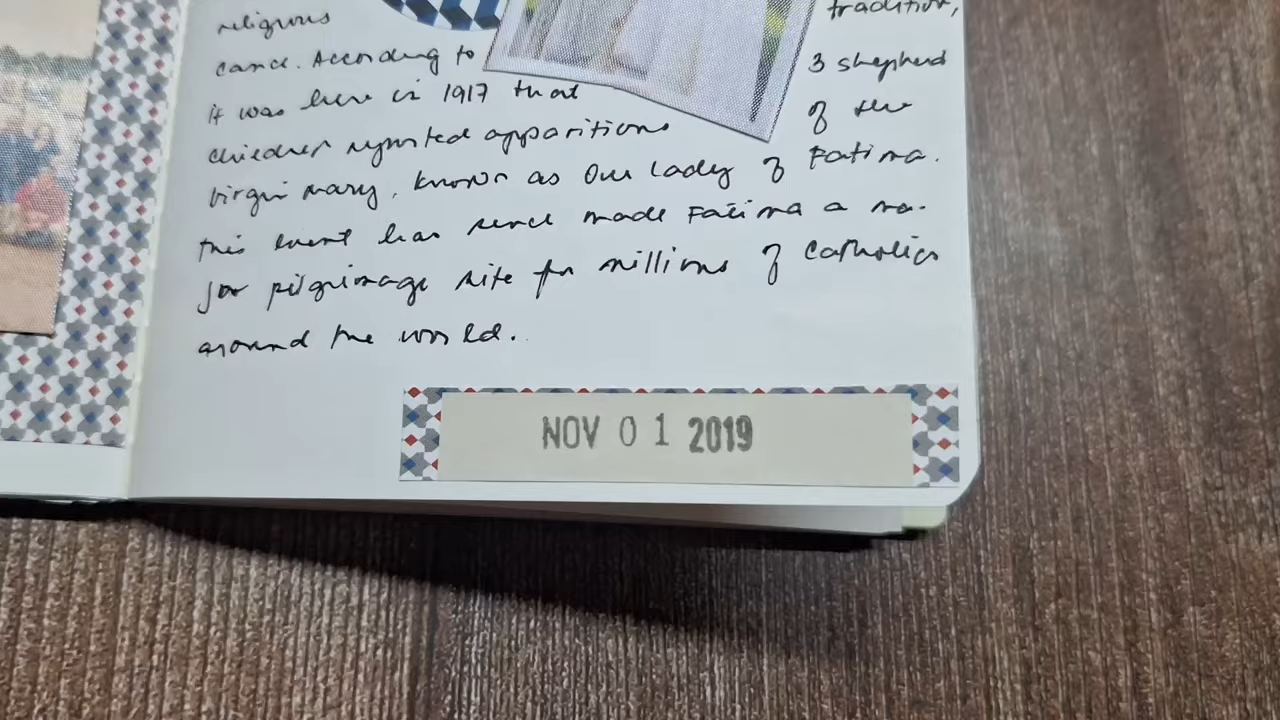 religious tradition,
cance. According to 3 shepherd
it was here in 1917 that of the
children reported apparitions
Virgin Mary, known as Our Lady of Fatima.
This event has since made Fatima a ma-
jor pilgrimage site for millions of Catholics
around the world.
NOV 01 2019